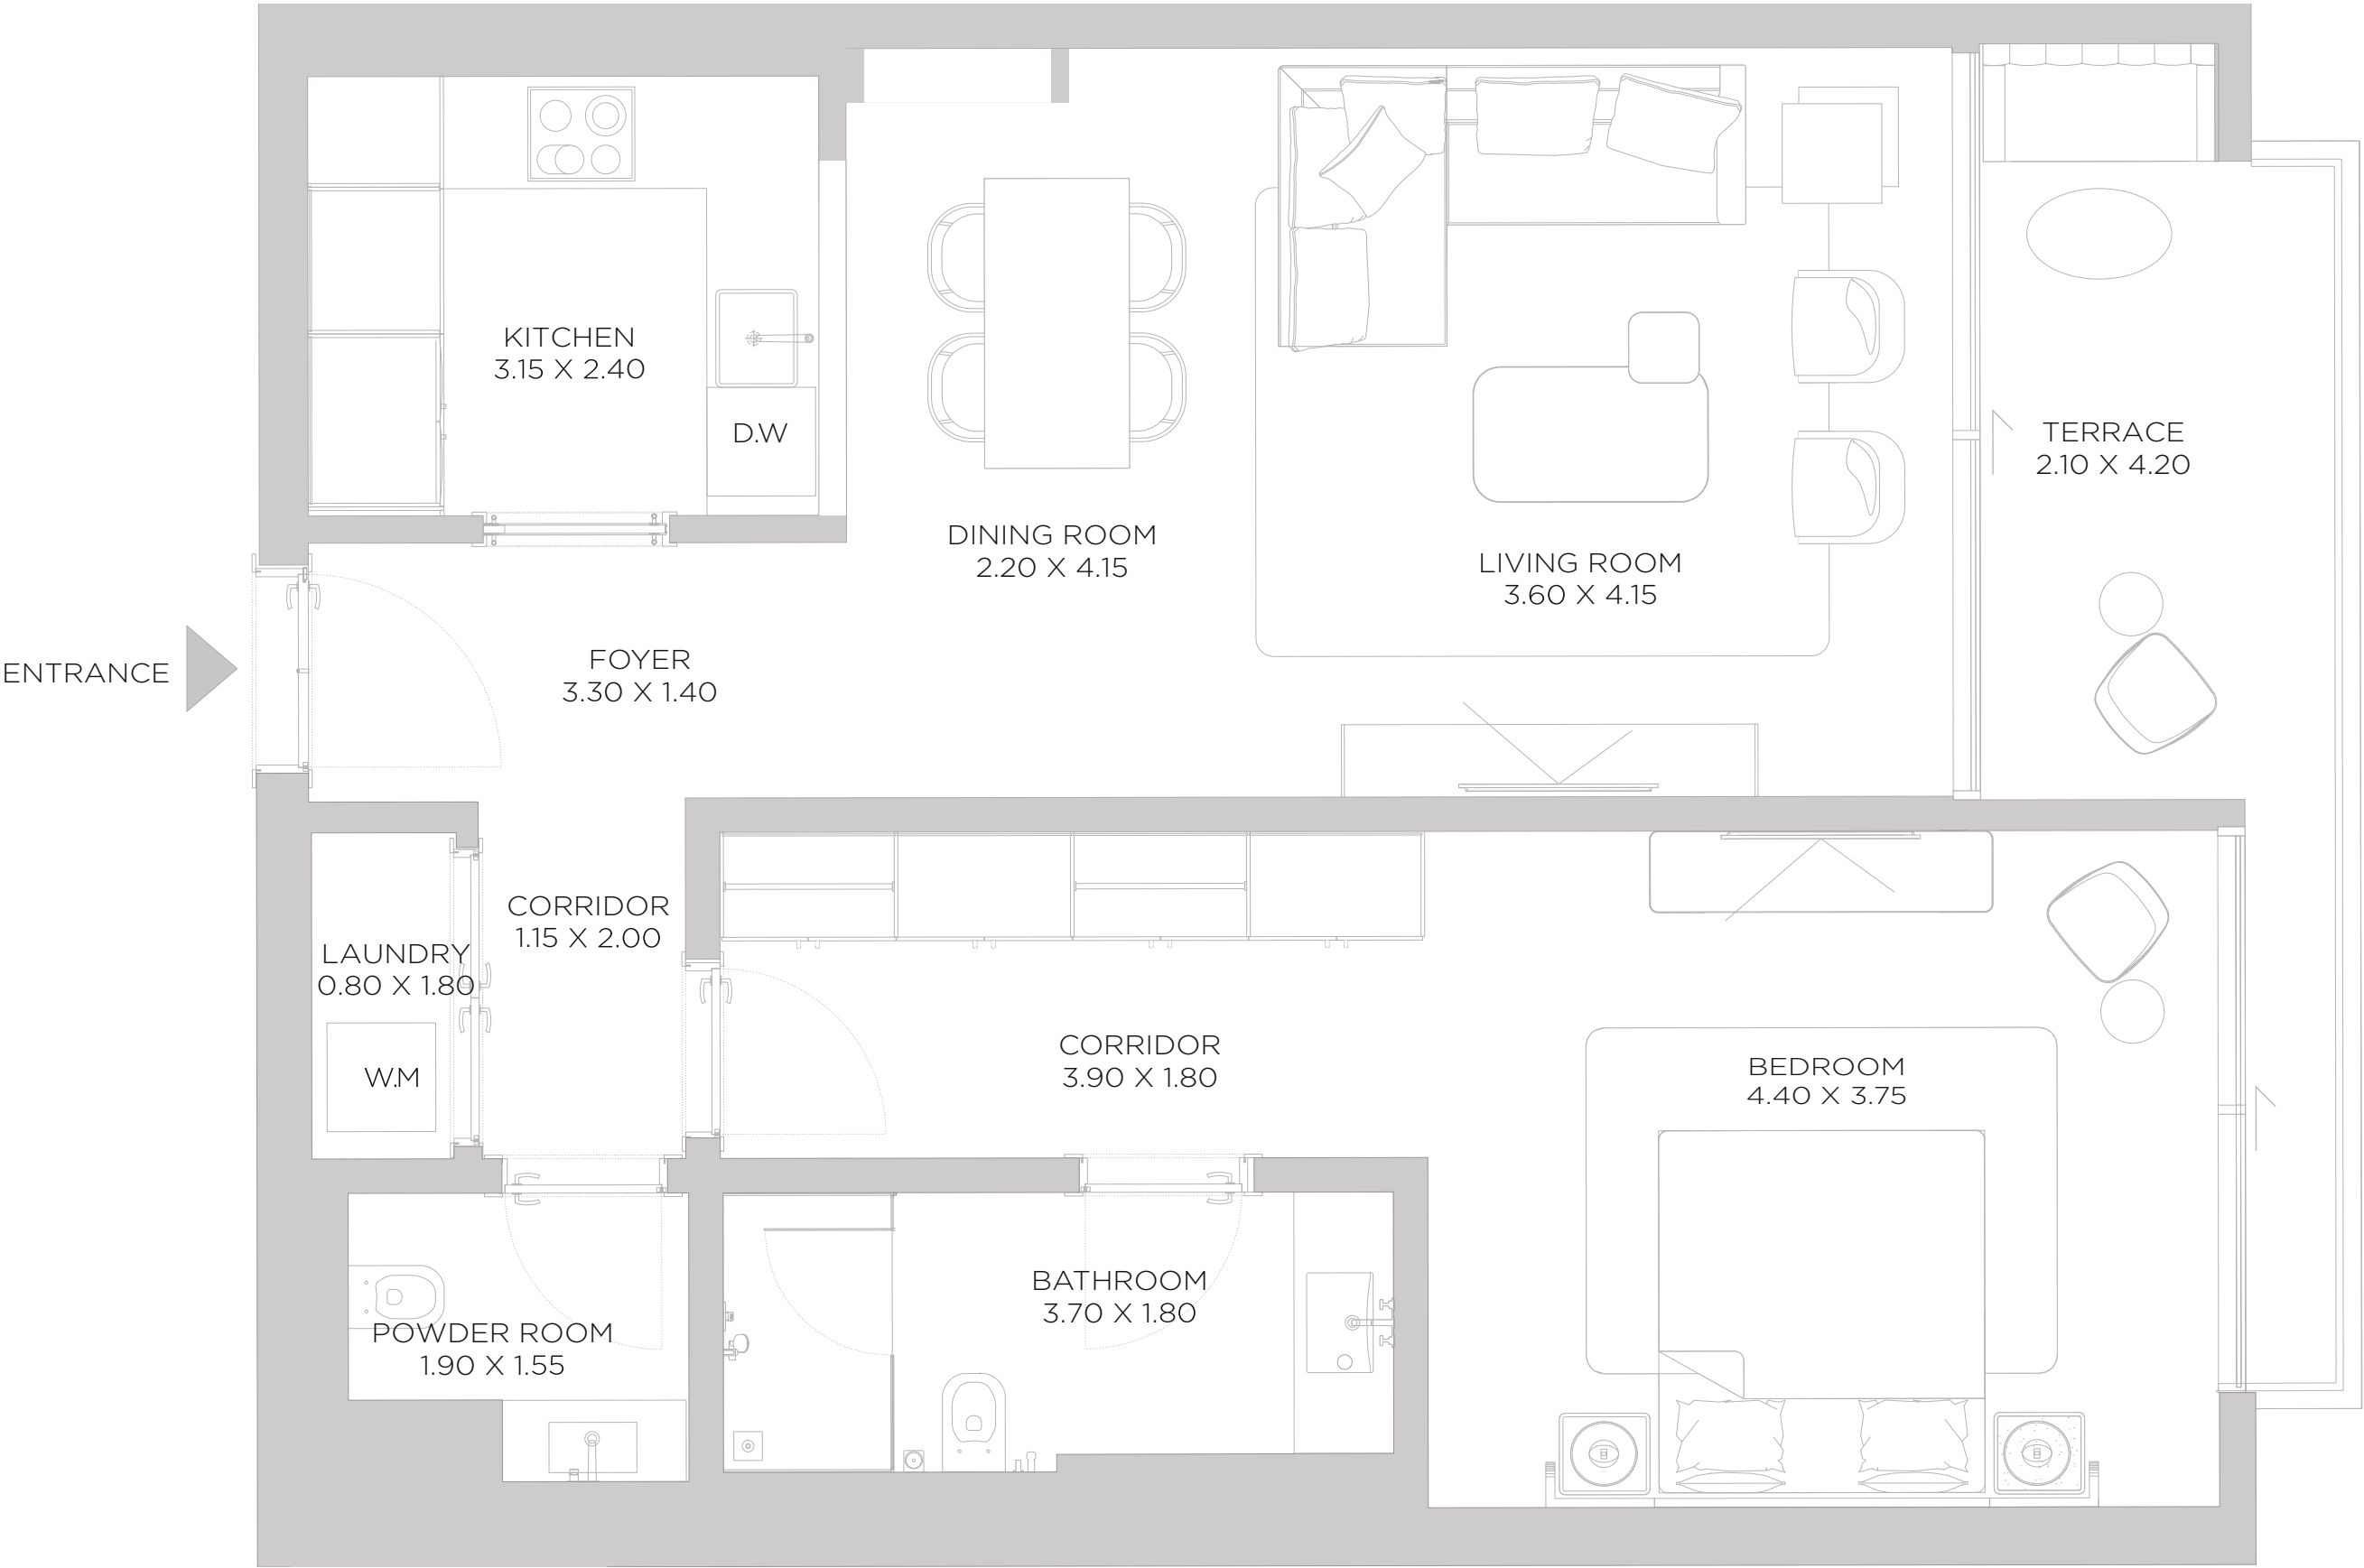 KITCHEN
3.15 X 2.40
D.W
DINING ROOM
2.20 X 4.15
LIVING ROOM
3.60 X 4.15
TERRACE
2.10 X 4.20
ENTRANCE
FOYER
3.30 X 1.40
CORRIDOR
1.15 X 2.00
LAUNDRY
0.80 X 1.80
W.M
CORRIDOR
3.90 X 1.80
BEDROOM
4.40 X 3.75
POWDER ROOM
1.90 X 1.55
BATHROOM
3.70 X 1.80